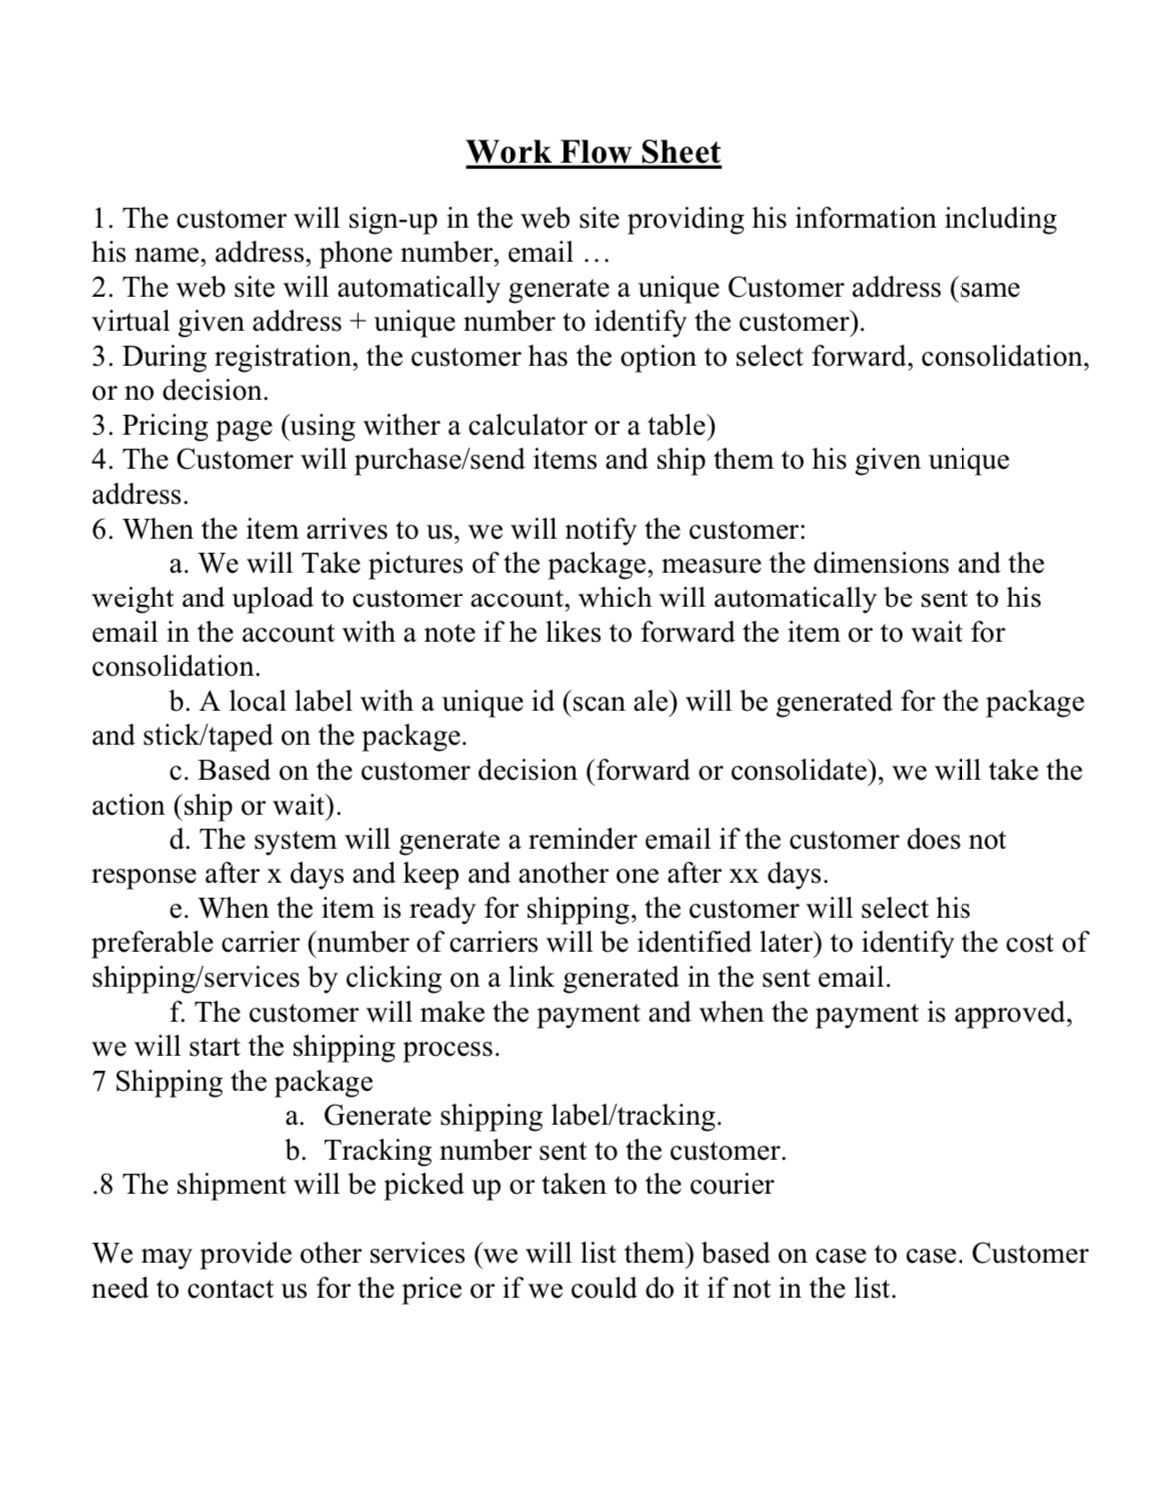 Work Flow Sheet
1. The customer will sign-up in the web site providing his information including
his name, address, phone number, email …
2. The web site will automatically generate a unique Customer address (same
virtual given address + unique number to identify the customer).
3. During registration, the customer has the option to select forward, consolidation,
or no decision.
3. Pricing page (using wither a calculator or a table)
4. The Customer will purchase/send items and ship them to his given unique
address.
6. When the item arrives to us, we will notify the customer:
a. We will Take pictures of the package, measure the dimensions and the
weight and upload to customer account, which will automatically be sent to his
email in the account with a note if he likes to forward the item or to wait for
consolidation.
b. A local label with a unique id (scan ale) will be generated for the package
and stick/taped on the package.
c. Based on the customer decision (forward or consolidate), we will take the
action (ship or wait).
d. The system will generate a reminder email if the customer does not
response after x days and keep and another one after xx days.
e. When the item is ready for shipping, the customer will select his
preferable carrier (number of carriers will be identified later) to identify the cost of
shipping/services by clicking on a link generated in the sent email.
f. The customer will make the payment and when the payment is approved,
we will start the shipping process.
7 Shipping the package
a. Generate shipping label/tracking.
b. Tracking number sent to the customer.
.8 The shipment will be picked up or taken to the courier
We may provide other services (we will list them) based on case to case. Customer
need to contact us for the price or if we could do it if not in the list.